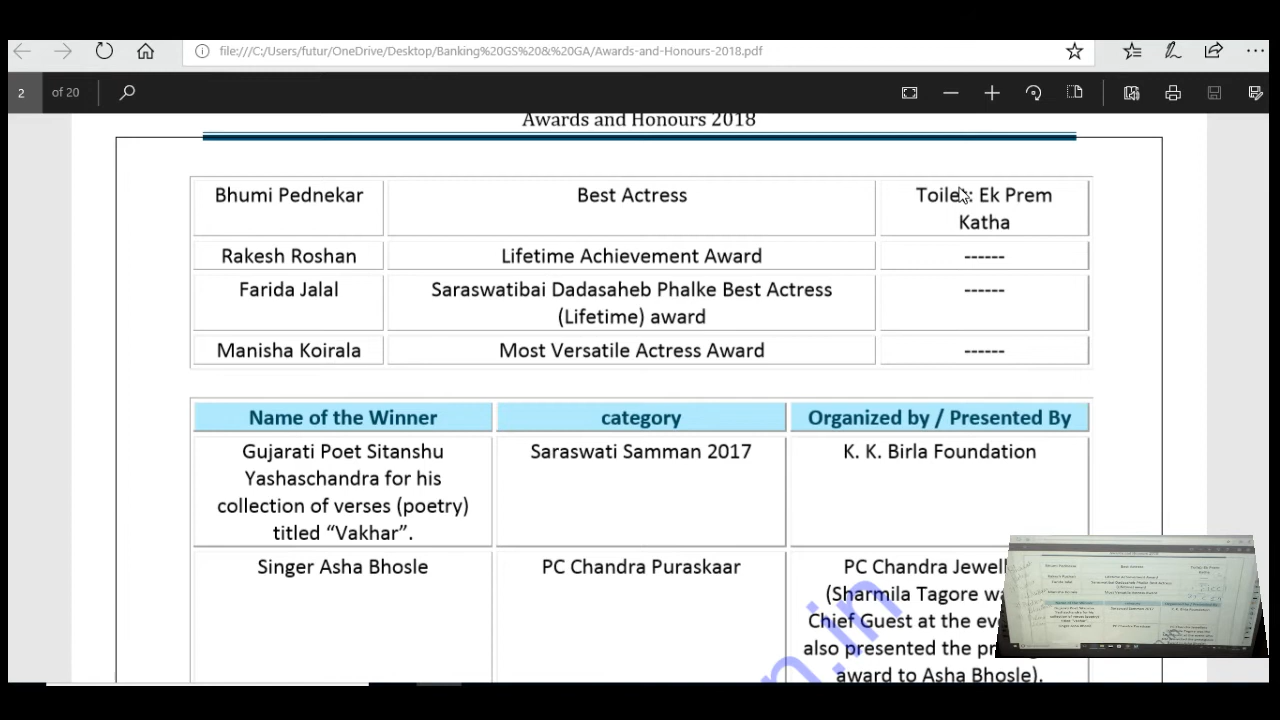 file:///C:/Users/futur/OneDrive/Desktop/Banking%20GS%20&%20GA/Awards-and-Honours-2018.pdf
2 of 20
Awards and Honours 2018
Bhumi Pednekar Best Actress Toilet: Ek Prem
Katha
Rakesh Roshan Lifetime Achievement Award ------
Farida Jalal Saraswatibai Dadasaheb Phalke Best Actress ------
(Lifetime) award
Manisha Koirala Most Versatile Actress Award ------
Name of the Winner category Organized by / Presented By
Gujarati Poet Sitanshu Saraswati Samman 2017 K. K. Birla Foundation
Yashaschandra for his
collection of verses (poetry)
titled “Vakhar”.
Singer Asha Bhosle PC Chandra Puraskaar PC Chandra
(Sharmila Tagore
Chief Guest at the
also presented the
award to Asha Bhosle).
n.in